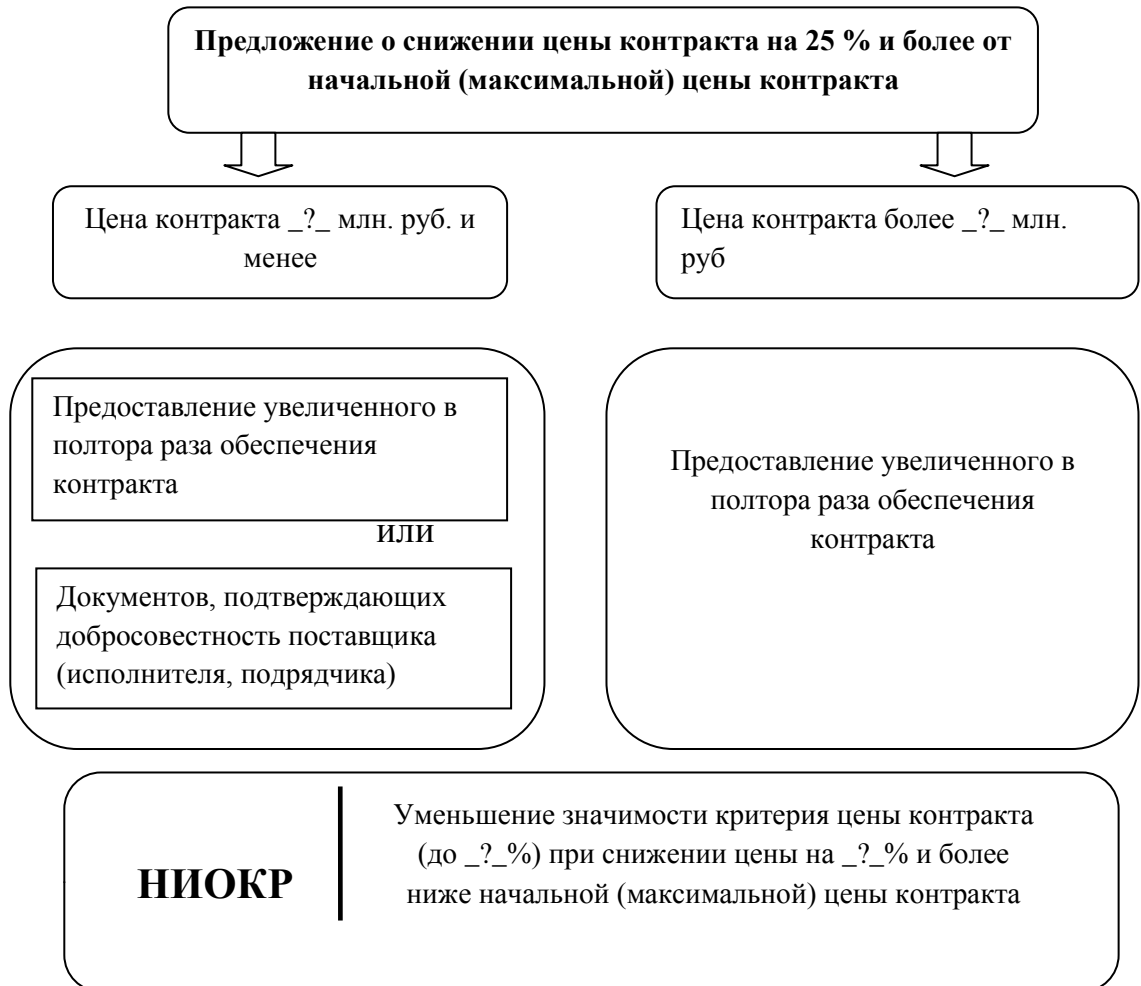 Предложение о снижении цены контракта на 25 % и более от
начальной (максимальной) цены контракта
Цена контракта _?_ млн. руб. и
менее
Цена контракта более _?_ млн.
руб
Предоставление увеличенного в
полтора раза обеспечения
контракта
или
Документов, подтверждающих
добросовестность поставщика
(исполнителя, подрядчика)
Предоставление увеличенного в
полтора раза обеспечения
контракта
НИОКР
Уменьшение значимости критерия цены контракта
(до _?_%) при снижении цены на _?_% и более
ниже начальной (максимальной) цены контракта